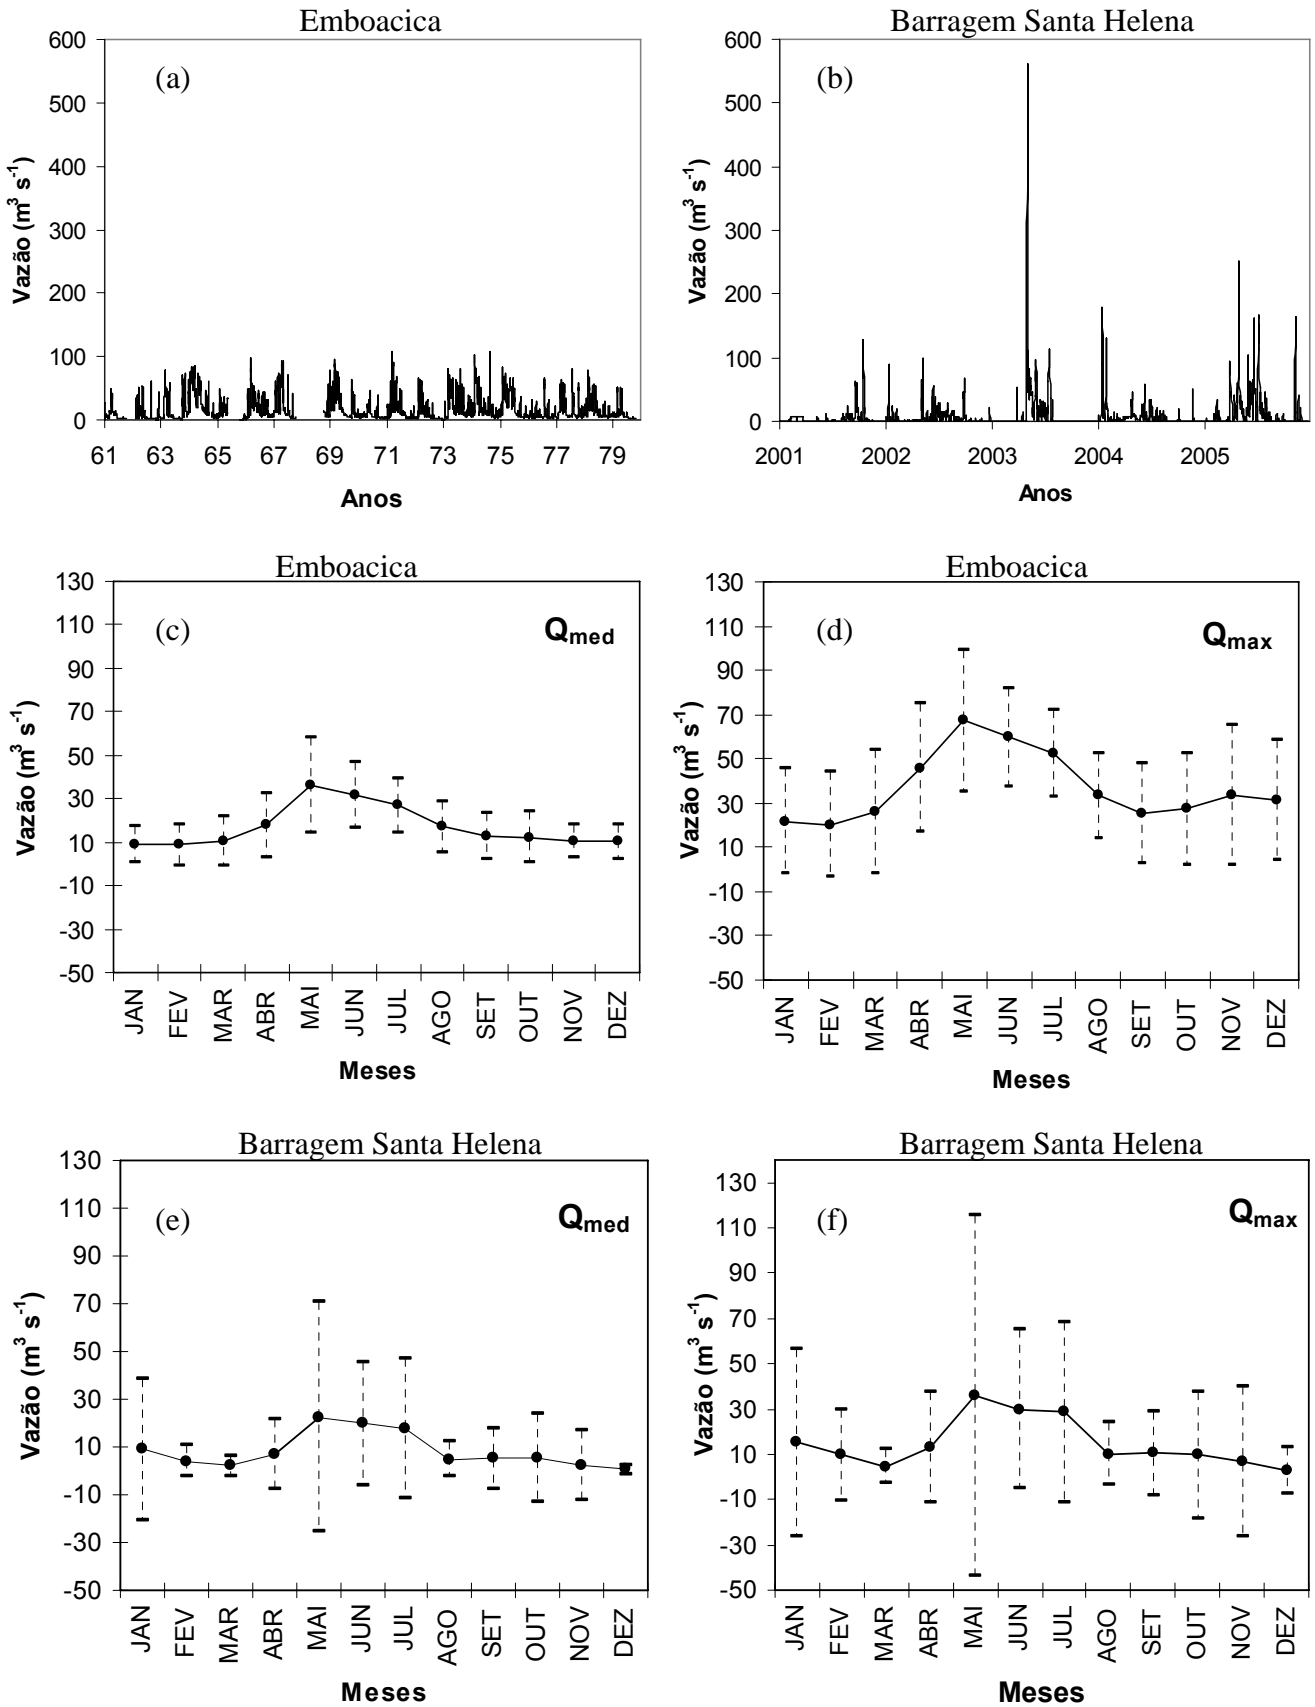 Emboacica
(a)
Vazão (m³ s⁻¹)
600
500
400
300
200
100
0
61 63 65 67 69 71 73 75 77 79
Anos
Barragem Santa Helena
(b)
Vazão (m³ s⁻¹)
600
500
400
300
200
100
0
2001 2002 2003 2004 2005
Anos
Emboacica
(c)
Qmed
Vazão (m³ s⁻¹)
130
110
90
70
50
30
10
-10
-30
-50
JAN FEV MAR ABR MAI JUN JUL AGO SET OUT NOV DEZ
Meses
Emboacica
(d)
Qmax
Vazão (m³ s⁻¹)
130
110
90
70
50
30
10
-10
-30
-50
JAN FEV MAR ABR MAI JUN JUL AGO SET OUT NOV DEZ
Meses
Barragem Santa Helena
(e)
Qmed
Vazão (m³ s⁻¹)
130
110
90
70
50
30
10
-10
-30
-50
JAN FEV MAR ABR MAI JUN JUL AGO SET OUT NOV DEZ
Meses
Barragem Santa Helena
(f)
Qmax
Vazão (m³ s⁻¹)
130
110
90
70
50
30
10
-10
-30
-50
JAN FEV MAR ABR MAI JUN JUL AGO SET OUT NOV DEZ
Meses